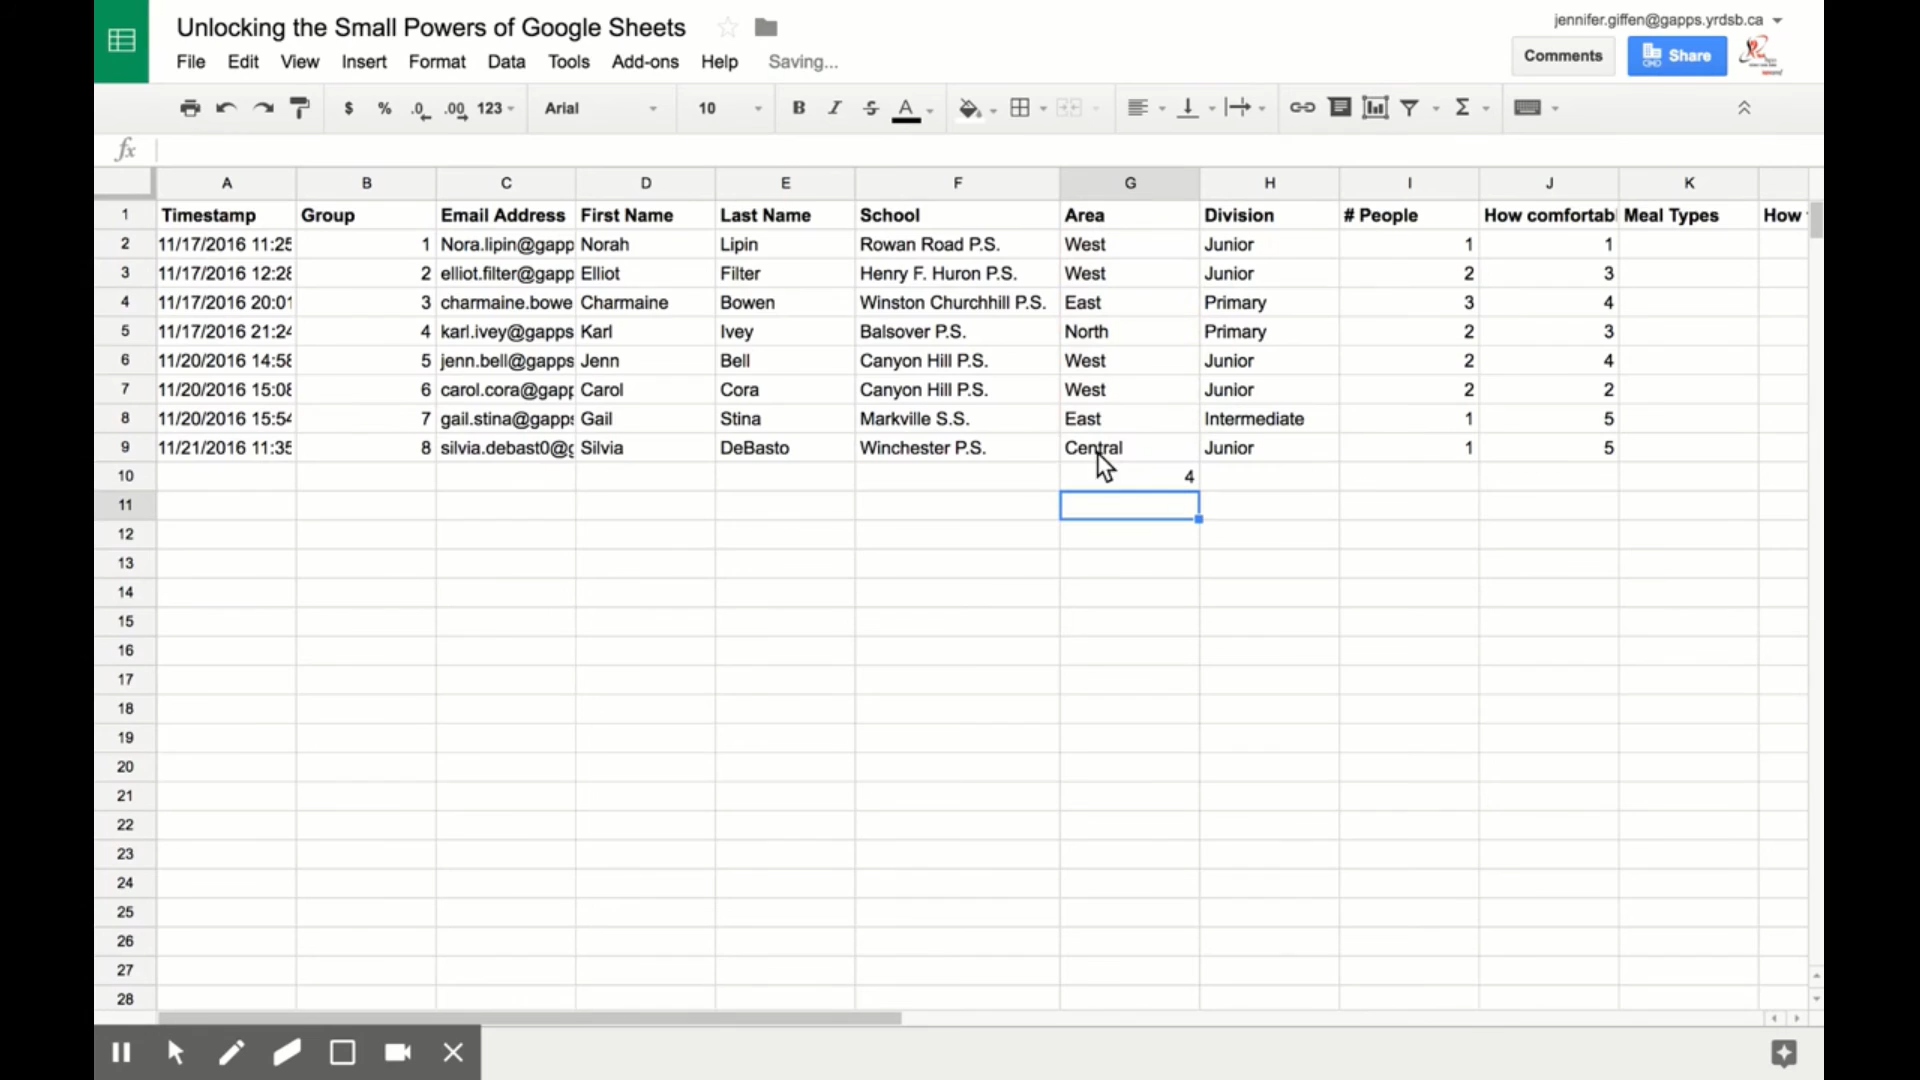 Unlocking the Small Powers of Google Sheets
jennifer.giffen@gapps.yrdsb.ca
File Edit View Insert Format Data Tools Add-ons Help Saving...
Comments Share
$ % .0 .00 123 Arial 10 B I S A Σ
fx
A B C D E F G H I J K
1 Timestamp Group Email Address First Name Last Name School Area Division # People How comfortabl Meal Types How
2 11/17/2016 11:25 1 Nora.lipin@gapp Norah Lipin Rowan Road P.S. West Junior 1 1
3 11/17/2016 12:28 2 elliot.filter@gapp Elliot Filter Henry F. Huron P.S. West Junior 2 3
4 11/17/2016 20:01 3 charmaine.bowe Charmaine Bowen Winston Churchhill P.S. East Primary 3 4
5 11/17/2016 21:24 4 karl.ivey@gapps Karl Ivey Balsover P.S. North Primary 2 3
6 11/20/2016 14:58 5 jenn.bell@gapps Jenn Bell Canyon Hill P.S. West Junior 2 4
7 11/20/2016 15:08 6 carol.cora@gapp Carol Cora Canyon Hill P.S. West Junior 2 2
8 11/20/2016 15:54 7 gail.stina@gapps Gail Stina Markville S.S. East Intermediate 1 5
9 11/21/2016 11:35 8 silvia.debast0@g Silvia DeBasto Winchester P.S. Central Junior 1 5
10 4
11
12
13
14
15
16
17
18
19
20
21
22
23
24
25
26
27
28